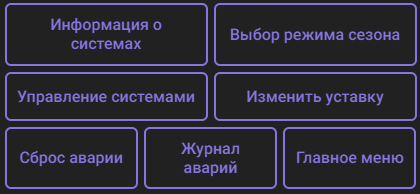 Информация о
системах
Выбор режима сезона
Управление системами
Изменить уставку
Сброс аварии
Журнал
аварий
Главное меню